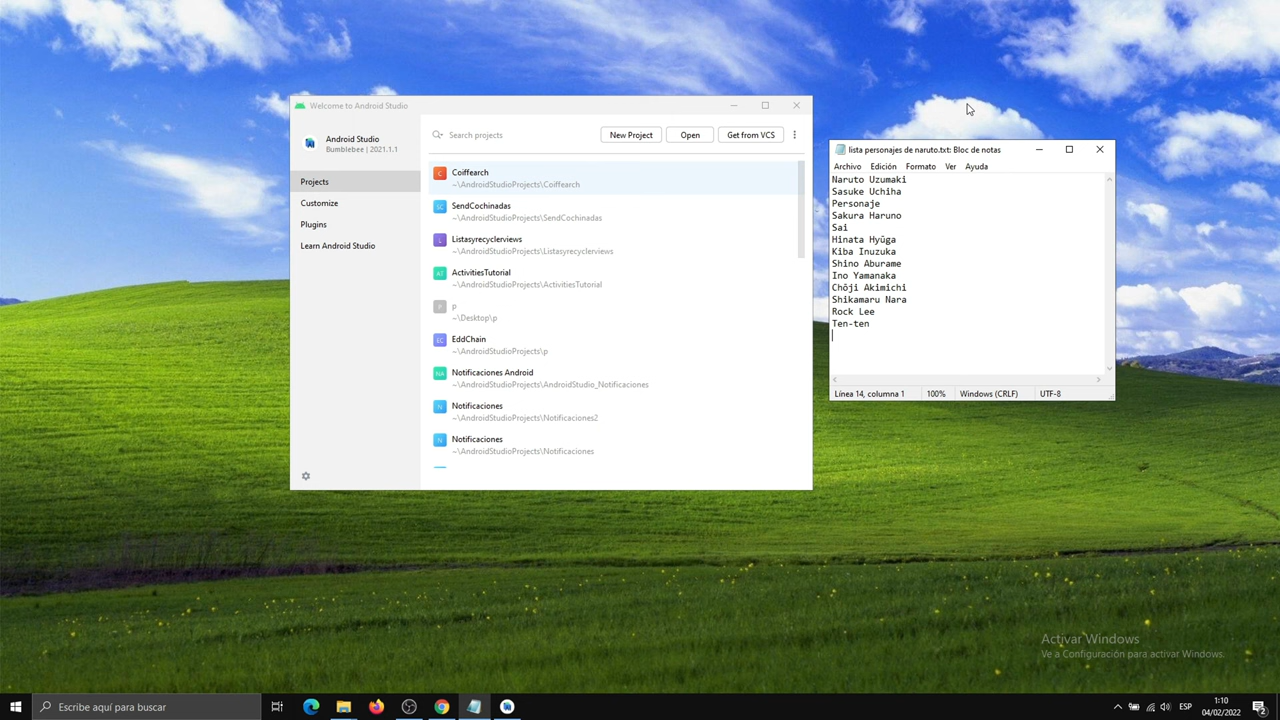 Welcome to Android Studio
Android Studio
Bumblebee | 2021.1.1
Search projects
New Project
Open
Get from VCS
Projects
Customize
Plugins
Learn Android Studio
C
Coiffearch
~\AndroidStudioProjects\Coiffearch
SC
SendCochinadas
~\AndroidStudioProjects\SendCochinadas
L
Listasyrecyclerviews
~\AndroidStudioProjects\Listasyrecyclerviews
AT
ActivitiesTutorial
~\AndroidStudioProjects\ActivitiesTutorial
P
p
~\Desktop\p
EC
EddChain
~\AndroidStudioProjects\p
NA
Notificaciones Android
~\AndroidStudioProjects\AndroidStudio_Notificaciones
N
Notificaciones
~\AndroidStudioProjects\Notificaciones2
N
Notificaciones
~\AndroidStudioProjects\Notificaciones
lista personajes de naruto.txt: Bloc de notas
Archivo Edición Formato Ver Ayuda
Naruto Uzumaki
Sasuke Uchiha
Personaje
Sakura Haruno
Sai
Hinata Hyūga
Kiba Inuzuka
Shino Aburame
Ino Yamanaka
Chōji Akimichi
Shikamaru Nara
Rock Lee
Ten-ten
Línea 14, columna 1 100% Windows (CRLF) UTF-8
Activar Windows
Ve a Configuración para activar Windows.
Escribe aquí para buscar
ESP
1:10
04/02/2022
2